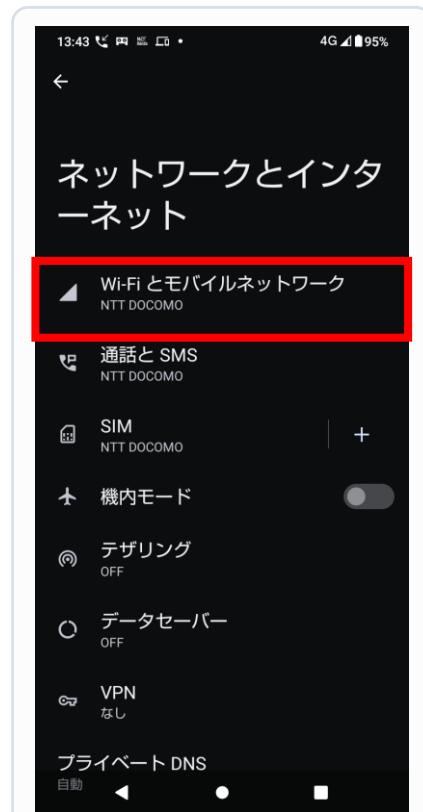 13:43 4G 95%
ネットワークとインタ
ーネット
Wi-Fi とモバイルネットワーク
NTT DOCOMO
通話と SMS
NTT DOCOMO
SIM
NTT DOCOMO
機内モード
テザリング
OFF
データセーバー
OFF
VPN
なし
プライベート DNS
自動